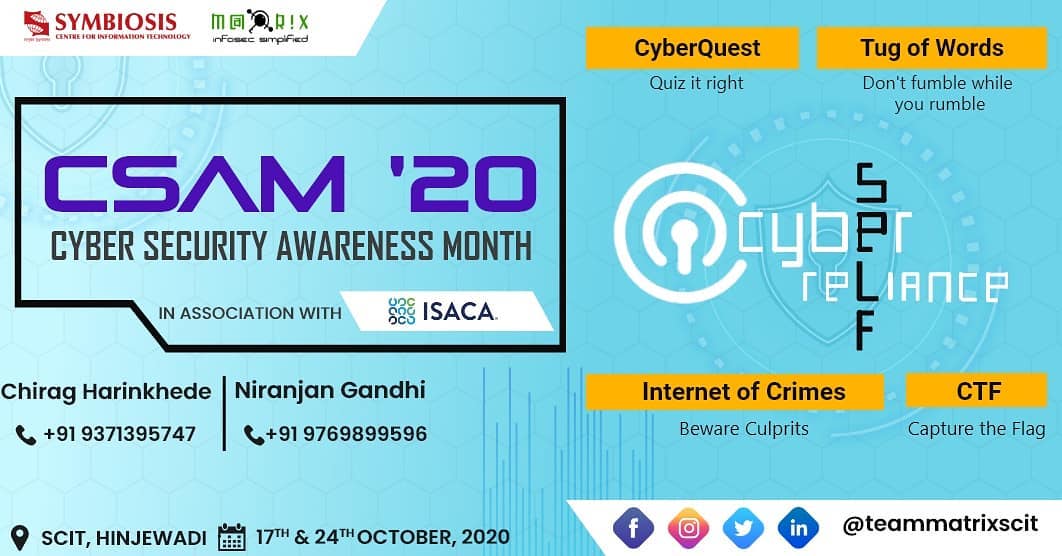 SYMBIOSIS
CENTRE FOR INFORMATION TECHNOLOGY
M@TR!X
infosec simplified
CSAM '20
CYBER SECURITY AWARENESS MONTH
IN ASSOCIATION WITH
ISACA.
Chirag Harinkhede
+91 9371395747
Niranjan Gandhi
+91 9769899596
SCIT, HINJEWADI
17TH & 24TH OCTOBER, 2020
CyberQuest
Quiz it right
Tug of Words
Don't fumble while
you rumble
cyber
SELF
reLIANCe
Internet of Crimes
Beware Culprits
CTF
Capture the Flag
@teammatrixscit